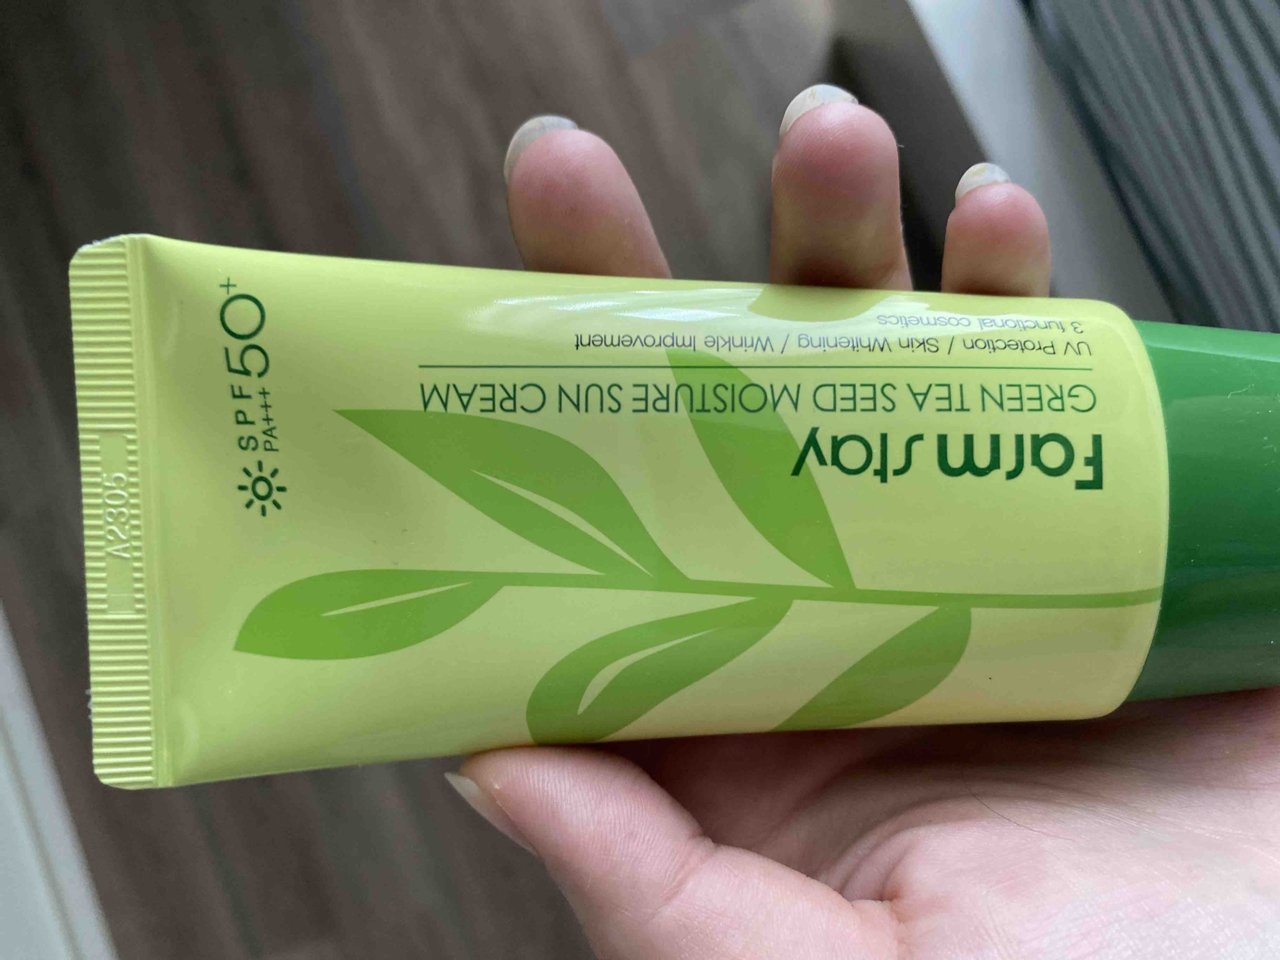 Farm stay
GREEN TEA SEED MOISTURE SUN CREAM
UV Protection / Skin Whitening / Wrinkle Improvement
3 functional cosmetics
SPF50+
PA+++
A2305